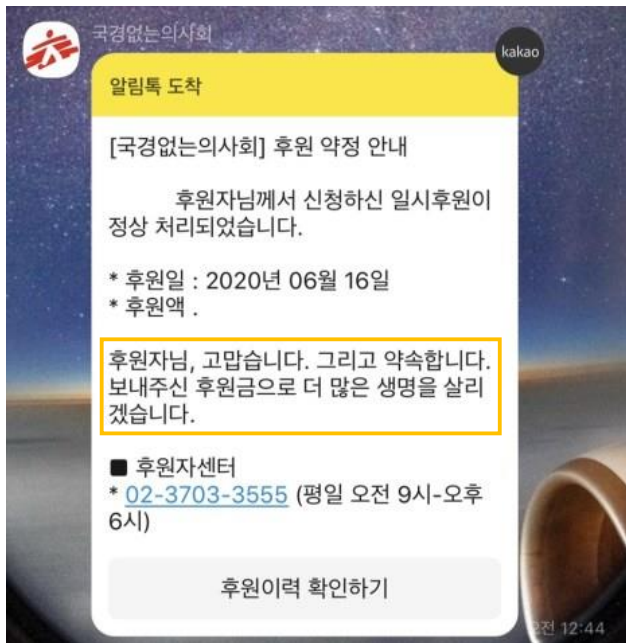 국경없는의사회
kakao
알림톡 도착
[국경없는의사회] 후원 약정 안내
후원자님께서 신청하신 일시후원이
정상 처리되었습니다.
* 후원일 : 2020년 06월 16일
* 후원액 .
후원자님, 고맙습니다. 그리고 약속합니다.
보내주신 후원금으로 더 많은 생명을 살리
겠습니다.
■ 후원자센터
* 02-3703-3555 (평일 오전 9시-오후
6시)
후원이력 확인하기
오전 12:44